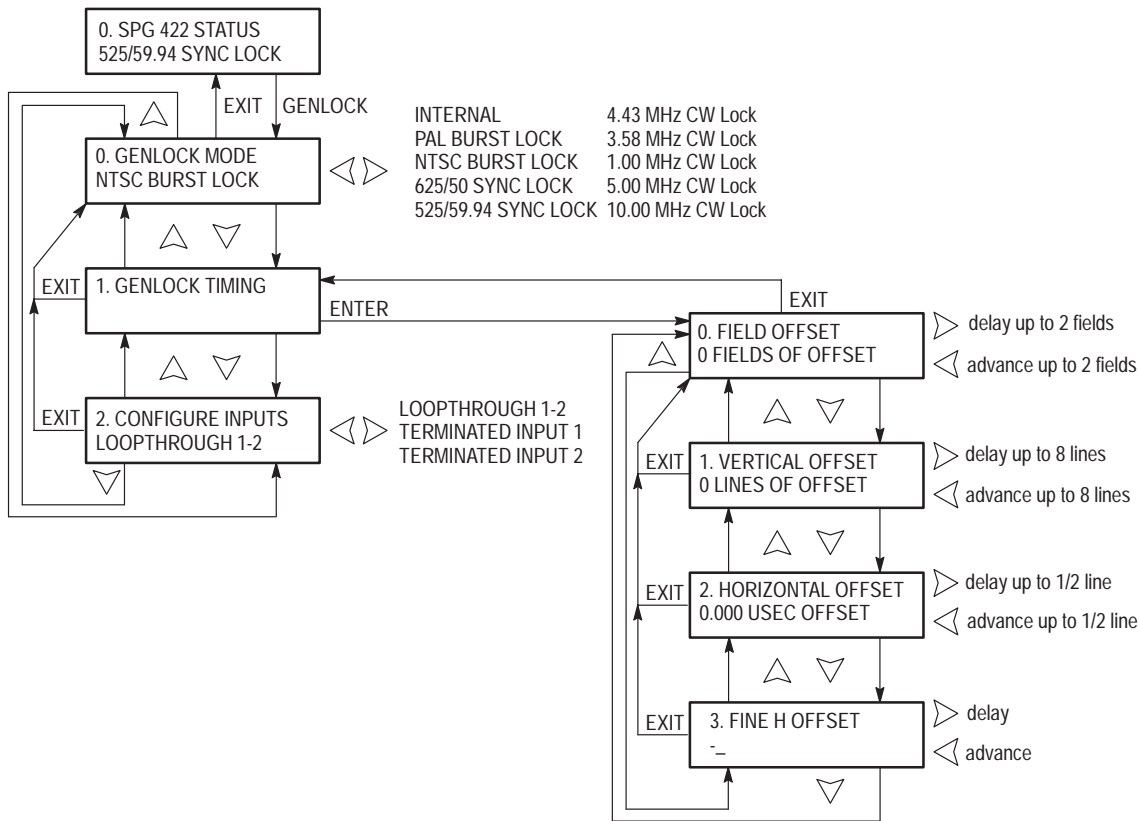 0. SPG 422 STATUS
525/59.94 SYNC LOCK
EXIT
GENLOCK
0. GENLOCK MODE
NTSC BURST LOCK
INTERNAL 4.43 MHz CW Lock
PAL BURST LOCK 3.58 MHz CW Lock
NTSC BURST LOCK 1.00 MHz CW Lock
625/50 SYNC LOCK 5.00 MHz CW Lock
525/59.94 SYNC LOCK 10.00 MHz CW Lock
EXIT
1. GENLOCK TIMING
ENTER
EXIT
EXIT
2. CONFIGURE INPUTS
LOOPTHROUGH 1-2
LOOPTHROUGH 1-2
TERMINATED INPUT 1
TERMINATED INPUT 2
0. FIELD OFFSET
0 FIELDS OF OFFSET
delay up to 2 fields
advance up to 2 fields
EXIT
1. VERTICAL OFFSET
0 LINES OF OFFSET
delay up to 8 lines
advance up to 8 lines
EXIT
2. HORIZONTAL OFFSET
0.000 USEC OFFSET
delay up to 1/2 line
advance up to 1/2 line
EXIT
3. FINE H OFFSET
-_
delay
advance